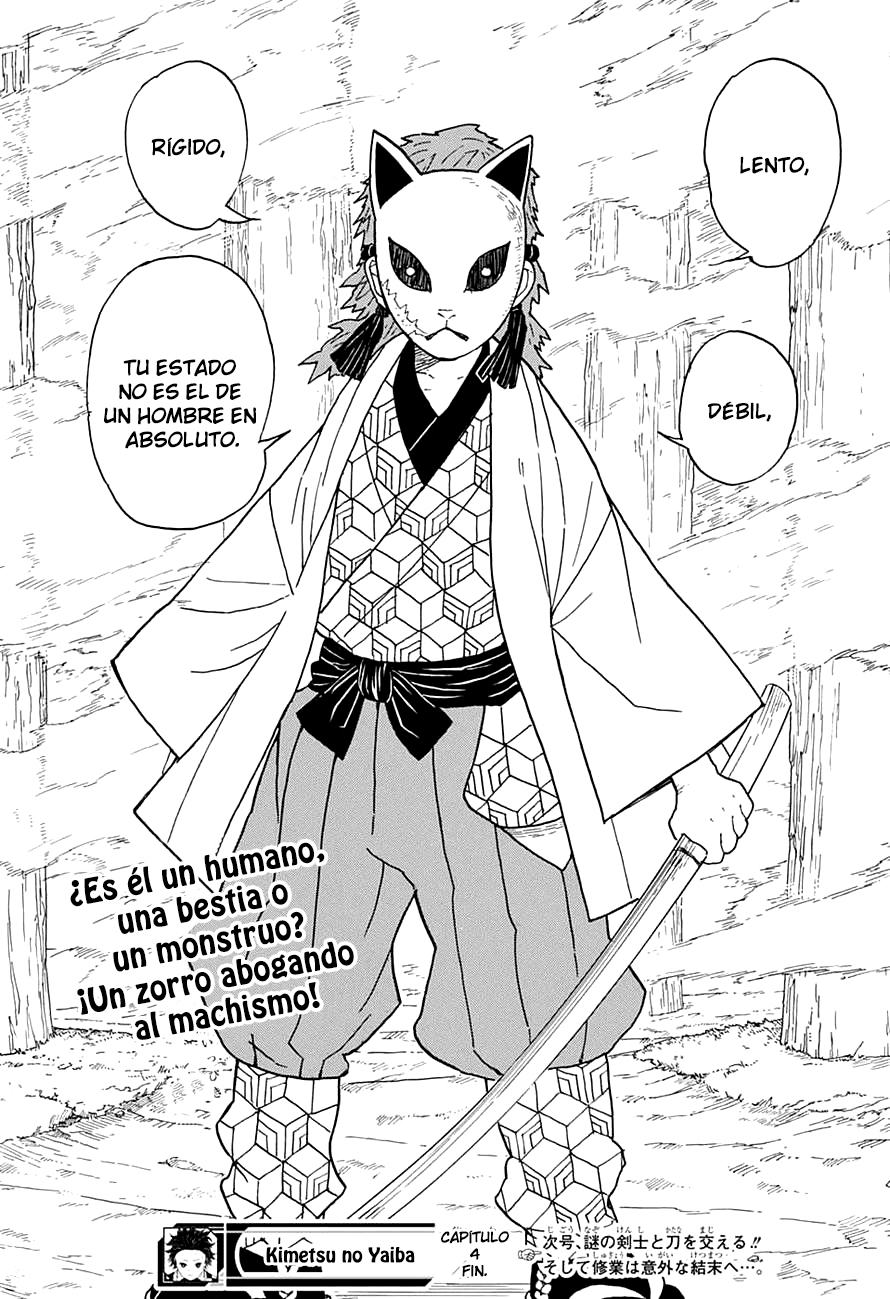 LENTO,
DÉBIL,
RÍGIDO,
TU ESTADO
NO ES EL DE
UN HOMBRE EN
ABSOLUTO.
¿Es él un humano,
una bestia o
un monstruo?
¡Un zorro abogando
al machismo!
Kimetsu no Yaiba
CAPÍTULO
4
FIN.
次号、謎の剣士と刀を交える!!
そして修業は意外な結末へ…。